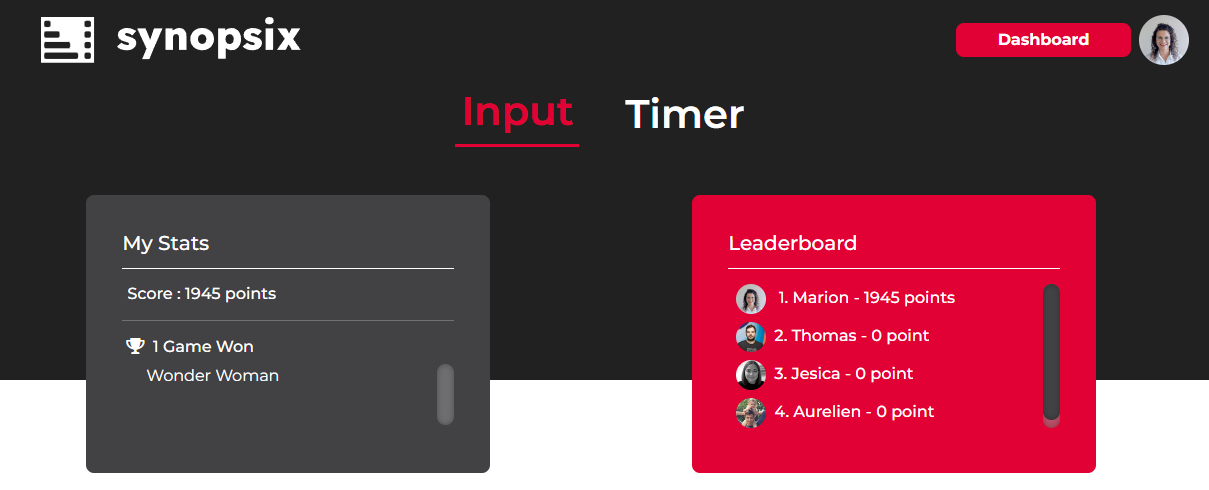 synopsix
Dashboard
Input
Timer
My Stats
Score : 1945 points
1 Game Won
Wonder Woman
Leaderboard
1. Marion - 1945 points
2. Thomas - 0 point
3. Jesica - 0 point
4. Aurelien - 0 point